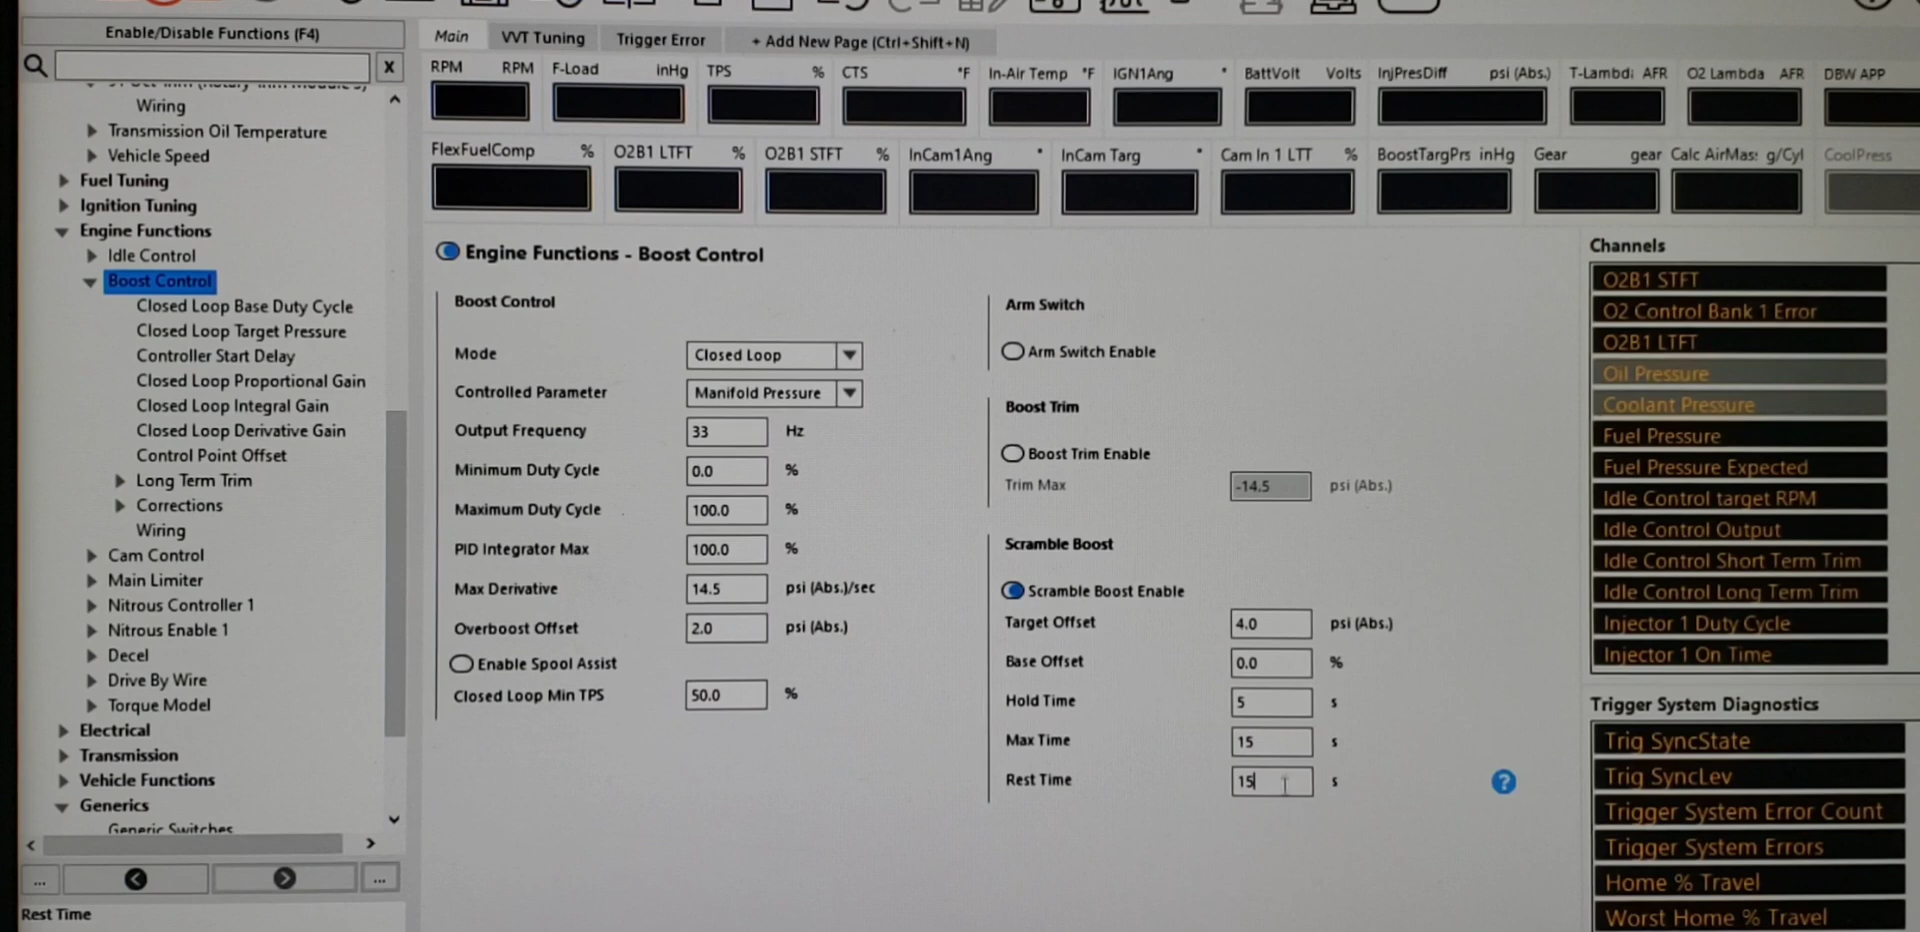 Enable/Disable Functions (F4)
X
Wiring
Transmission Oil Temperature
Vehicle Speed
Fuel Tuning
Ignition Tuning
Engine Functions
Idle Control
Boost Control
Closed Loop Base Duty Cycle
Closed Loop Target Pressure
Controller Start Delay
Closed Loop Proportional Gain
Closed Loop Integral Gain
Closed Loop Derivative Gain
Control Point Offset
Long Term Trim
Corrections
Wiring
Cam Control
Main Limiter
Nitrous Controller 1
Nitrous Enable 1
Decel
Drive By Wire
Torque Model
Electrical
Transmission
Vehicle Functions
Generics
Generic Switches
... ...
Rest Time
Main VVT Tuning Trigger Error + Add New Page (Ctrl+Shift+N)
RPM RPM F-Load inHg TPS % CTS °F In-Air Temp °F IGN1Ang ° BattVolt Volts InjPresDiff psi (Abs.) T-Lambd: AFR O2 Lambda AFR DBW APP
FlexFuelComp % O2B1 LTFT % O2B1 STFT % InCam1Ang ° InCam Targ ° Cam In 1 LTT % BoostTargPrs inHg Gear gear Calc AirMas: g/Cyl CoolPress
Engine Functions - Boost Control
Boost Control
Mode Closed Loop
Controlled Parameter Manifold Pressure
Output Frequency 33 Hz
Minimum Duty Cycle 0.0 %
Maximum Duty Cycle 100.0 %
PID Integrator Max 100.0 %
Max Derivative 14.5 psi (Abs.)/sec
Overboost Offset 2.0 psi (Abs.)
Enable Spool Assist
Closed Loop Min TPS 50.0 %
Arm Switch
Arm Switch Enable
Boost Trim
Boost Trim Enable
Trim Max -14.5 psi (Abs.)
Scramble Boost
Scramble Boost Enable
Target Offset 4.0 psi (Abs.)
Base Offset 0.0 %
Hold Time 5 s
Max Time 15 s
Rest Time 15 s
?
Channels
O2B1 STFT
O2 Control Bank 1 Error
O2B1 LTFT
Oil Pressure
Coolant Pressure
Fuel Pressure
Fuel Pressure Expected
Idle Control target RPM
Idle Control Output
Idle Control Short Term Trim
Idle Control Long Term Trim
Injector 1 Duty Cycle
Injector 1 On Time
Trigger System Diagnostics
Trig SyncState
Trig SyncLev
Trigger System Error Count
Trigger System Errors
Home % Travel
Worst Home % Travel